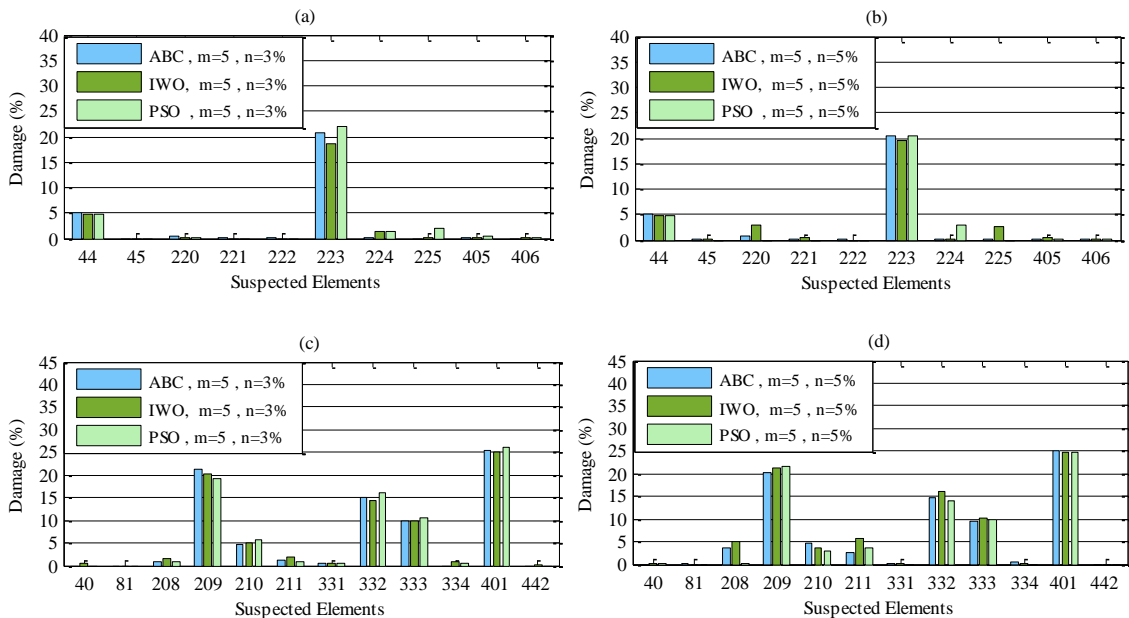 (a)
40
35
30
25
20
15
10
5
0
Damage (%)
ABC , m=5 , n=3%
IWO, m=5 , n=3%
PSO , m=5 , n=3%
44 45 220 221 222 223 224 225 405 406
Suspected Elements
(b)
40
35
30
25
20
15
10
5
0
Damage (%)
ABC , m=5 , n=5%
IWO, m=5 , n=5%
PSO , m=5 , n=5%
44 45 220 221 222 223 224 225 405 406
Suspected Elements
(c)
45
40
35
30
25
20
15
10
5
0
Damage (%)
ABC , m=5 , n=3%
IWO, m=5 , n=3%
PSO , m=5 , n=3%
40 81 208 209 210 211 331 332 333 334 401 442
Suspected Elements
(d)
45
40
35
30
25
20
15
10
5
0
Damage (%)
ABC , m=5 , n=5%
IWO, m=5 , n=5%
PSO , m=5 , n=5%
40 81 208 209 210 211 331 332 333 334 401 442
Suspected Elements